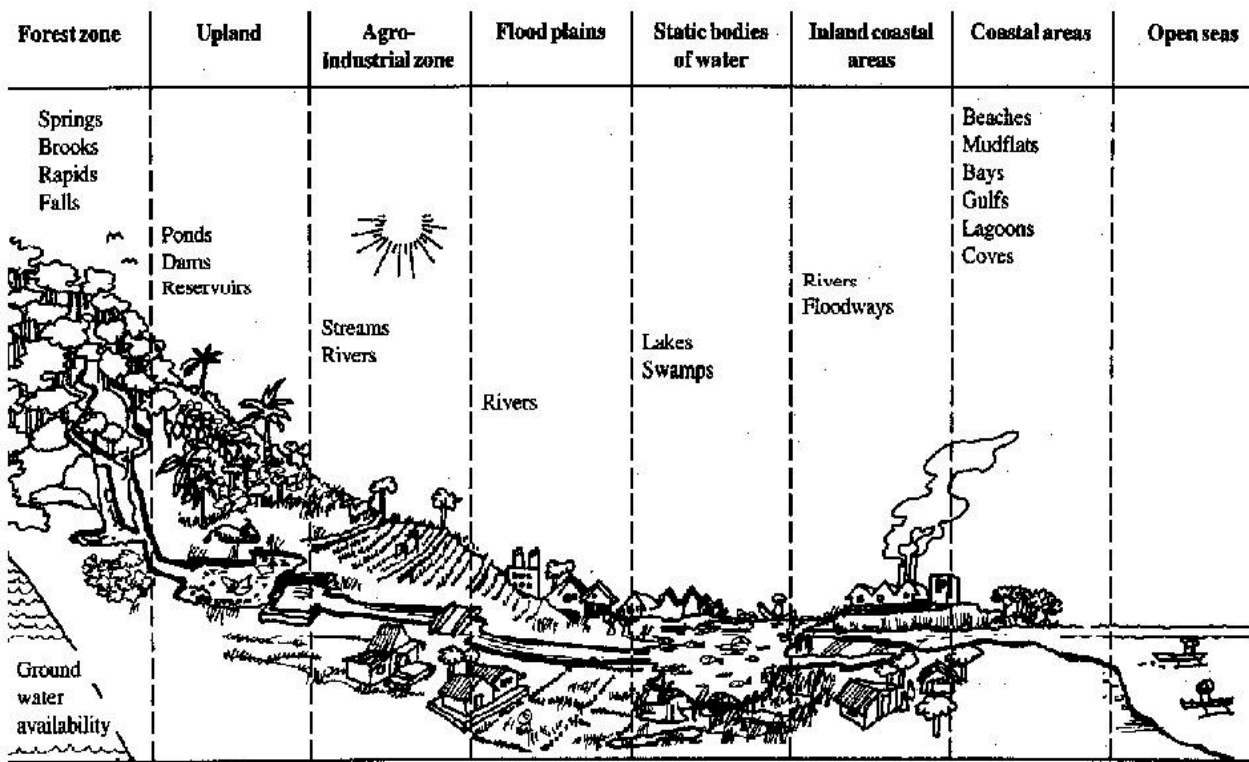 Forest zone
Upland
Agro-
industrial zone
Flood plains
Static bodies
of water
Inland coastal
areas
Coastal areas
Open seas
Springs
Brooks
Rapids
Falls
Ponds
Dams
Reservoirs
Streams
Rivers
Rivers
Lakes
Swamps
Rivers
Floodways
Beaches
Mudflats
Bays
Gulfs
Lagoons
Coves
Ground
water
availability